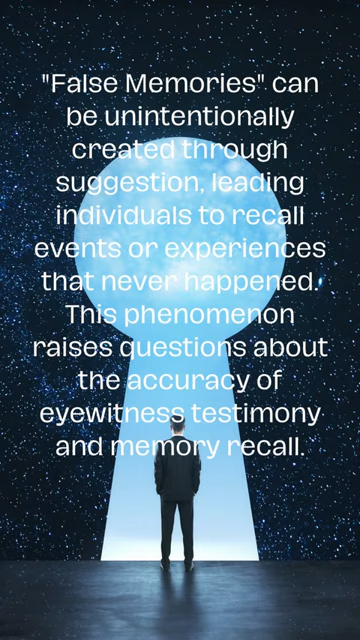 "False Memories" can
be unintentionally
created through
suggestion, leading
individuals to recall
events or experiences
that never happened.
This phenomenon
raises questions about
the accuracy of
eyewitness testimony
and memory recall.